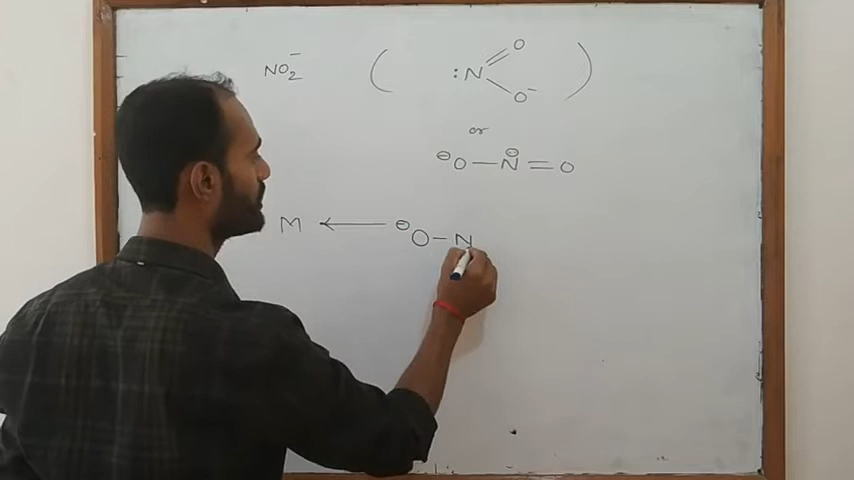 NO₂⁻ ( :N=O –O⁻ )
or
⊖O–N⊖=O
M ← ⊖O–N